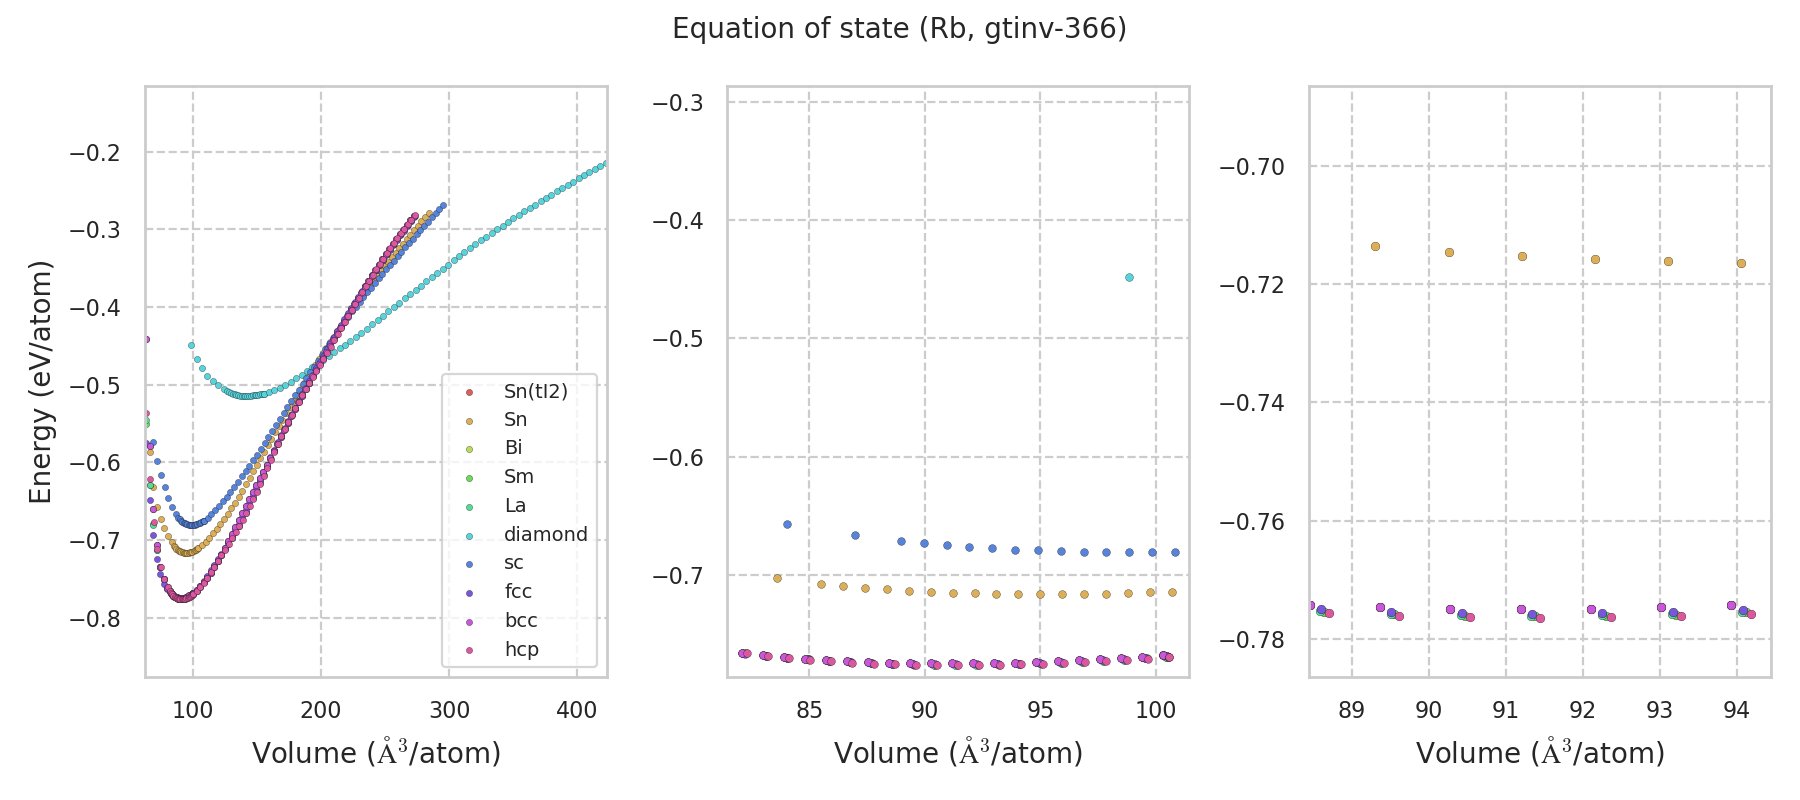 Equation of state (Rb, gtinv-366)
Energy (eV/atom)
−0.2
−0.3
−0.4
−0.5
−0.6
−0.7
−0.8
100
200
300
400
Volume (Å³/atom)
Sn(tI2)
Sn
Bi
Sm
La
diamond
sc
fcc
bcc
hcp
−0.3
−0.4
−0.5
−0.6
−0.7
85
90
95
100
Volume (Å³/atom)
−0.70
−0.72
−0.74
−0.76
−0.78
89
90
91
92
93
94
Volume (Å³/atom)